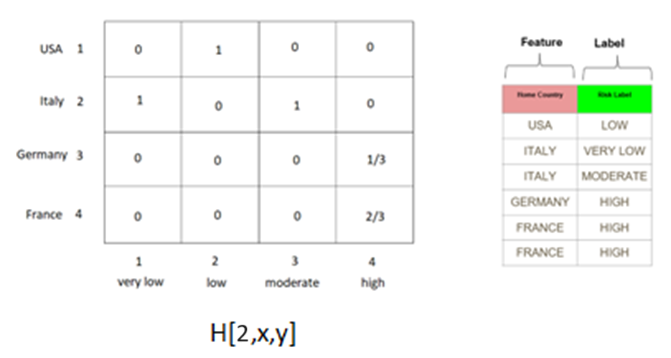 USA 1 0 1 0 0
Italy 2 1 0 1 0
Germany 3 0 0 0 1/3
France 4 0 0 0 2/3
1 2 3 4
very low low moderate high
H[2,x,y]
Feature Label
Home Country Risk Label
USA LOW
ITALY VERY LOW
ITALY MODERATE
GERMANY HIGH
FRANCE HIGH
FRANCE HIGH